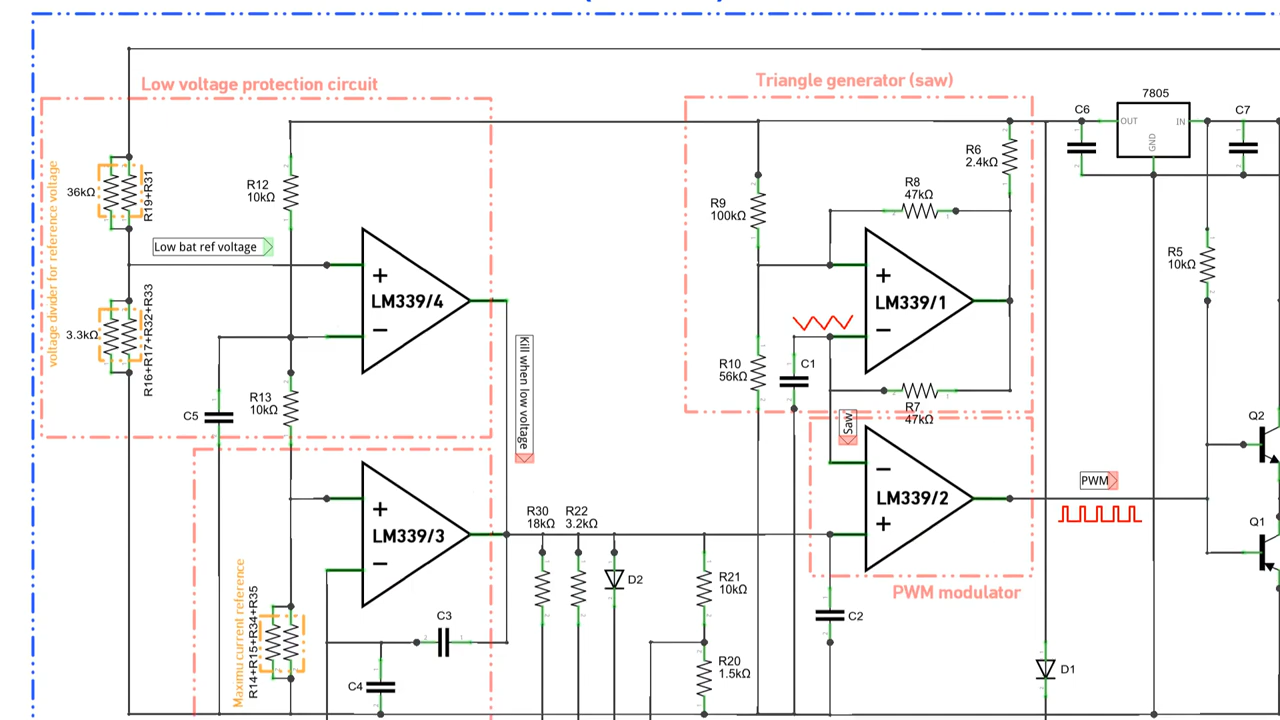 Low voltage protection circuit
Triangle generator (saw)
7805
C6
OUT
IN
GND
C7
R6
2.4kΩ
R12
10kΩ
R8
47kΩ
R9
100kΩ
36kΩ
R19+R31
voltage divider for reference voltage
Low bat ref voltage
R5
10kΩ
+
LM339/4
−
+
LM339/1
−
3.3kΩ
R16+R17+R32+R33
R10
56kΩ
C1
R7
47kΩ
C5
R13
10kΩ
Kill when low voltage
Saw
Q2
−
LM339/2
+
PWM
+
LM339/3
−
R30
18kΩ
R22
3.2kΩ
Q1
D2
R21
10kΩ
PWM modulator
Maximu current reference
R14+R15+R34+R35
C3
C2
C4
R20
1.5kΩ
D1